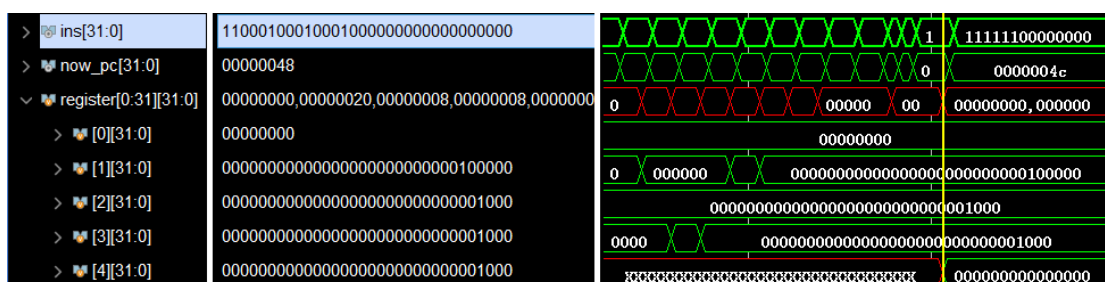 ins[31:0] 11000100010001000000000000000000 1 11111100000000
now_pc[31:0] 00000048 0 0000004c
register[0:31][31:0] 00000000,00000020,00000008,00000008,0000000 0 00000 00 00000000,000000
[0][31:0] 00000000 00000000
[1][31:0] 00000000000000000000000000100000 0 000000 00000000000000000000000000100000
[2][31:0] 00000000000000000000000000001000 00000000000000000000000000001000
[3][31:0] 00000000000000000000000000001000 0000 00000000000000000000000000001000
[4][31:0] 00000000000000000000000000001000 XXXXXXXXXXXXXXXXXXXXXXXXXXXXXXXX 000000000000000